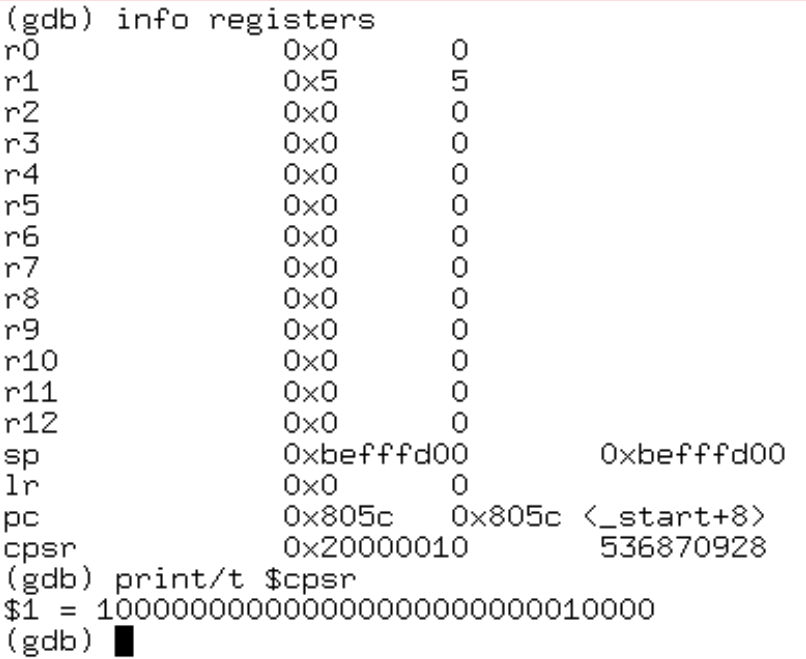 (gdb) info registers
r0 0x0 0
r1 0x5 5
r2 0x0 0
r3 0x0 0
r4 0x0 0
r5 0x0 0
r6 0x0 0
r7 0x0 0
r8 0x0 0
r9 0x0 0
r10 0x0 0
r11 0x0 0
r12 0x0 0
sp 0xbefffd00 0xbefffd00
lr 0x0 0
pc 0x805c 0x805c <_start+8>
cpsr 0x20000010 536870928
(gdb) print/t $cpsr
$1 = 100000000000000000000000010000
(gdb)